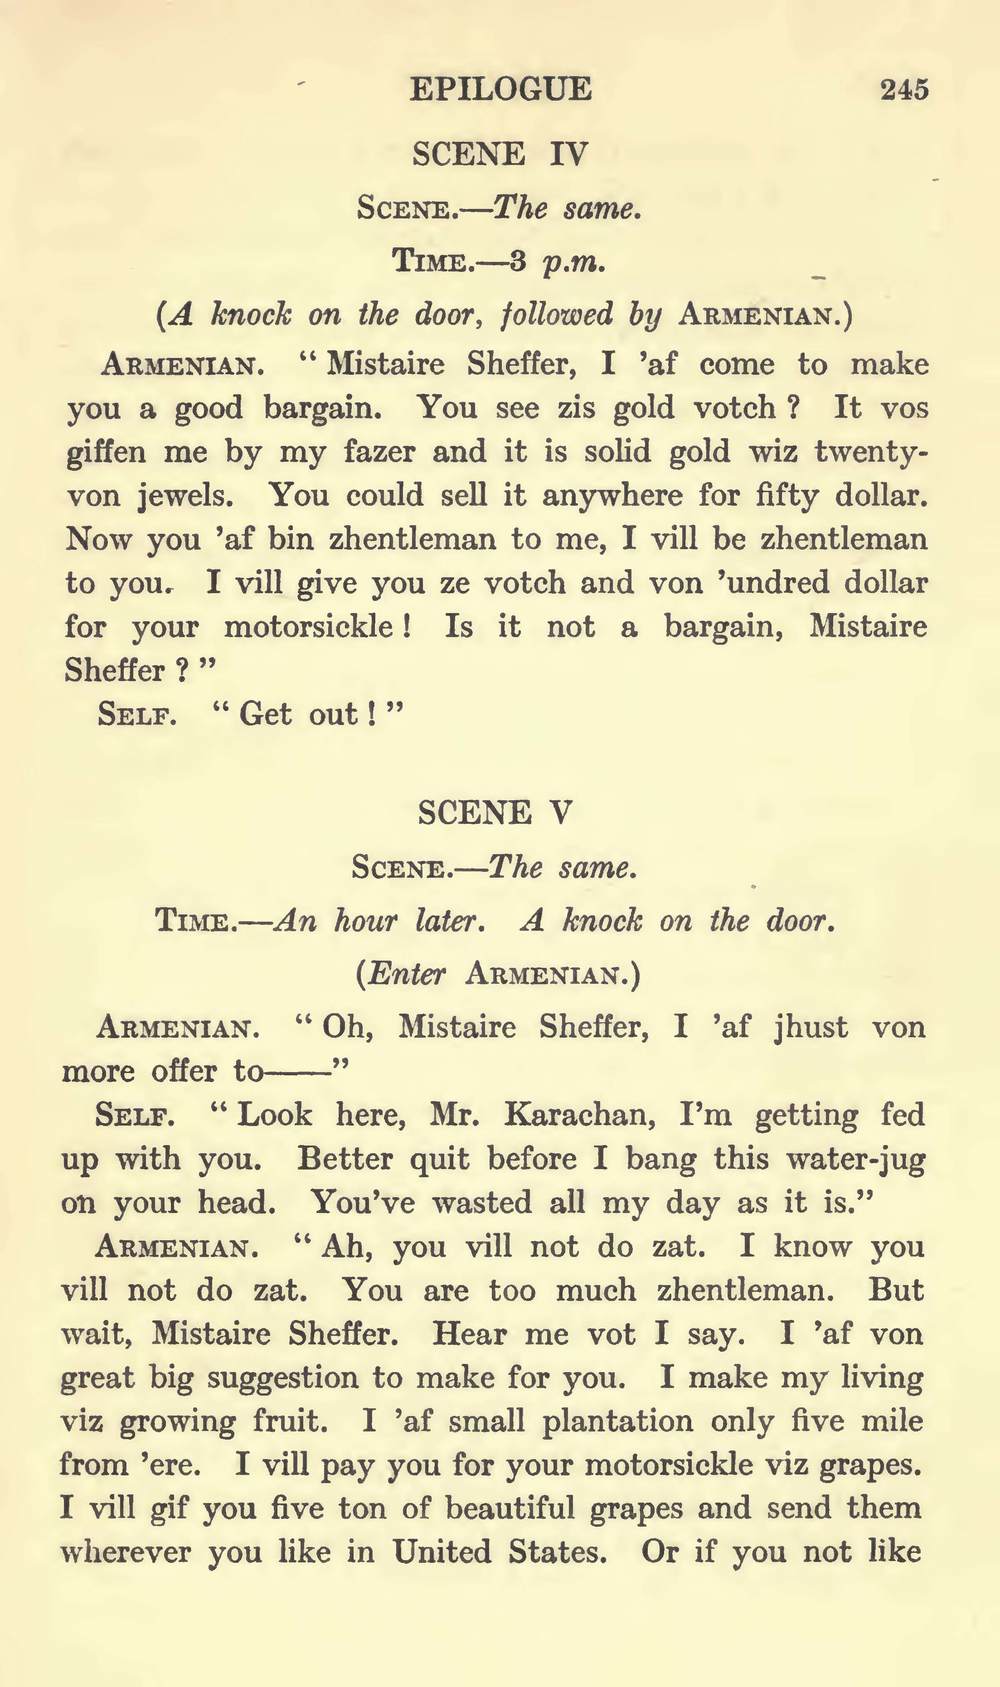 EPILOGUE 245
SCENE IV
SCENE.—The same.
TIME.—3 p.m.
(A knock on the door, followed by ARMENIAN.)
ARMENIAN. “ Mistaire Sheffer, I ’af come to make
you a good bargain. You see zis gold votch ? It vos
giffen me by my fazer and it is solid gold wiz twenty-
von jewels. You could sell it anywhere for fifty dollar.
Now you ’af bin zhentleman to me, I vill be zhentleman
to you. I vill give you ze votch and von ’undred dollar
for your motorsickle ! Is it not a bargain, Mistaire
Sheffer ? ”
SELF. “ Get out ! ”
SCENE V
SCENE.—The same.
TIME.—An hour later. A knock on the door.
(Enter ARMENIAN.)
ARMENIAN. “ Oh, Mistaire Sheffer, I ’af jhust von
more offer to——”
SELF. “ Look here, Mr. Karachan, I’m getting fed
up with you. Better quit before I bang this water-jug
on your head. You’ve wasted all my day as it is.”
ARMENIAN. “ Ah, you vill not do zat. I know you
vill not do zat. You are too much zhentleman. But
wait, Mistaire Sheffer. Hear me vot I say. I ’af von
great big suggestion to make for you. I make my living
viz growing fruit. I ’af small plantation only five mile
from ’ere. I vill pay you for your motorsickle viz grapes.
I vill gif you five ton of beautiful grapes and send them
wherever you like in United States. Or if you not like